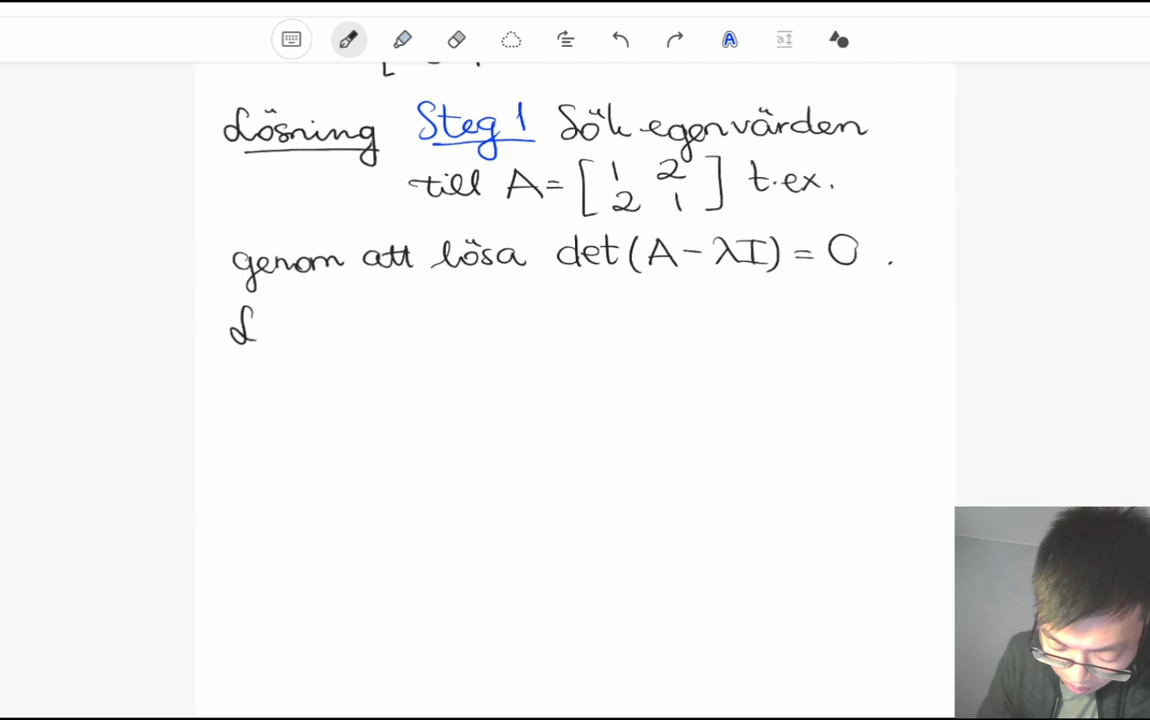 Lösning Steg 1 Sök egenvärden
till A = [ 1 2
2 1 ] t.ex.
genom att lösa det(A - λI) = 0 .
L